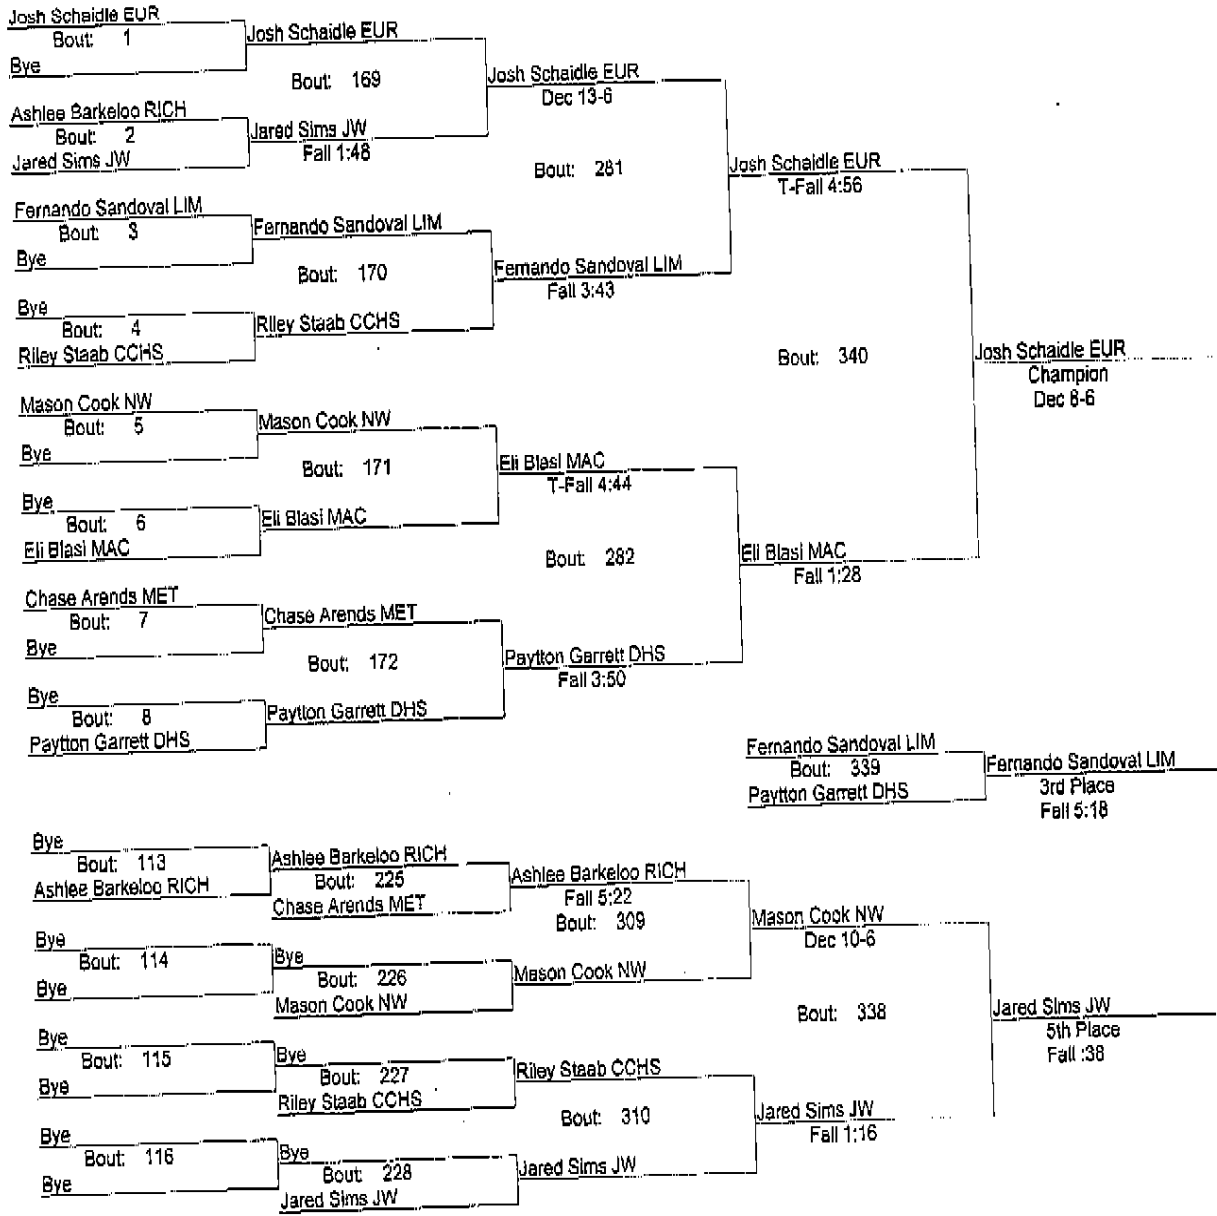 Josh Schaidle EUR
Bout: 1
Bye
Josh Schaidle EUR
Bout: 169
Ashlee Barkeloo RICH
Bout: 2
Jared Sims JW
Jared Sims JW
Fall 1:48
Josh Schaidle EUR
Dec 13-6
Bout: 281
Fernando Sandoval LIM
Bout: 3
Bye
Fernando Sandoval LIM
Bout: 170
Bye
Bout: 4
Riley Staab CCHS
Riley Staab CCHS
Fernando Sandoval LIM
Fall 3:43
Josh Schaidle EUR
T-Fall 4:56
Bout: 340
Mason Cook NW
Bout: 5
Bye
Mason Cook NW
Bout: 171
Bye
Bout: 6
Eli Blasi MAC
Eli Blasi MAC
Eli Blasi MAC
T-Fall 4:44
Bout: 282
Chase Arends MET
Bout: 7
Bye
Chase Arends MET
Bout: 172
Bye
Bout: 8
Paytton Garrett DHS
Paytton Garrett DHS
Paytton Garrett DHS
Fall 3:50
Eli Blasi MAC
Fall 1:28
Josh Schaidle EUR
Champion
Dec 8-6
Fernando Sandoval LIM
Bout: 339
Paytton Garrett DHS
Fernando Sandoval LIM
3rd Place
Fall 5:18
Bye
Bout: 113
Ashlee Barkeloo RICH
Ashlee Barkeloo RICH
Bout: 225
Chase Arends MET
Ashlee Barkeloo RICH
Fall 5:22
Bout: 309
Bye
Bout: 114
Bye
Bye
Bout: 226
Mason Cook NW
Mason Cook NW
Mason Cook NW
Dec 10-6
Bout: 338
Bye
Bout: 115
Bye
Bye
Bout: 227
Riley Staab CCHS
Riley Staab CCHS
Bout: 310
Bye
Bout: 116
Bye
Bye
Bout: 228
Jared Sims JW
Jared Sims JW
Jared Sims JW
Fall 1:16
Jared Sims JW
5th Place
Fall :38